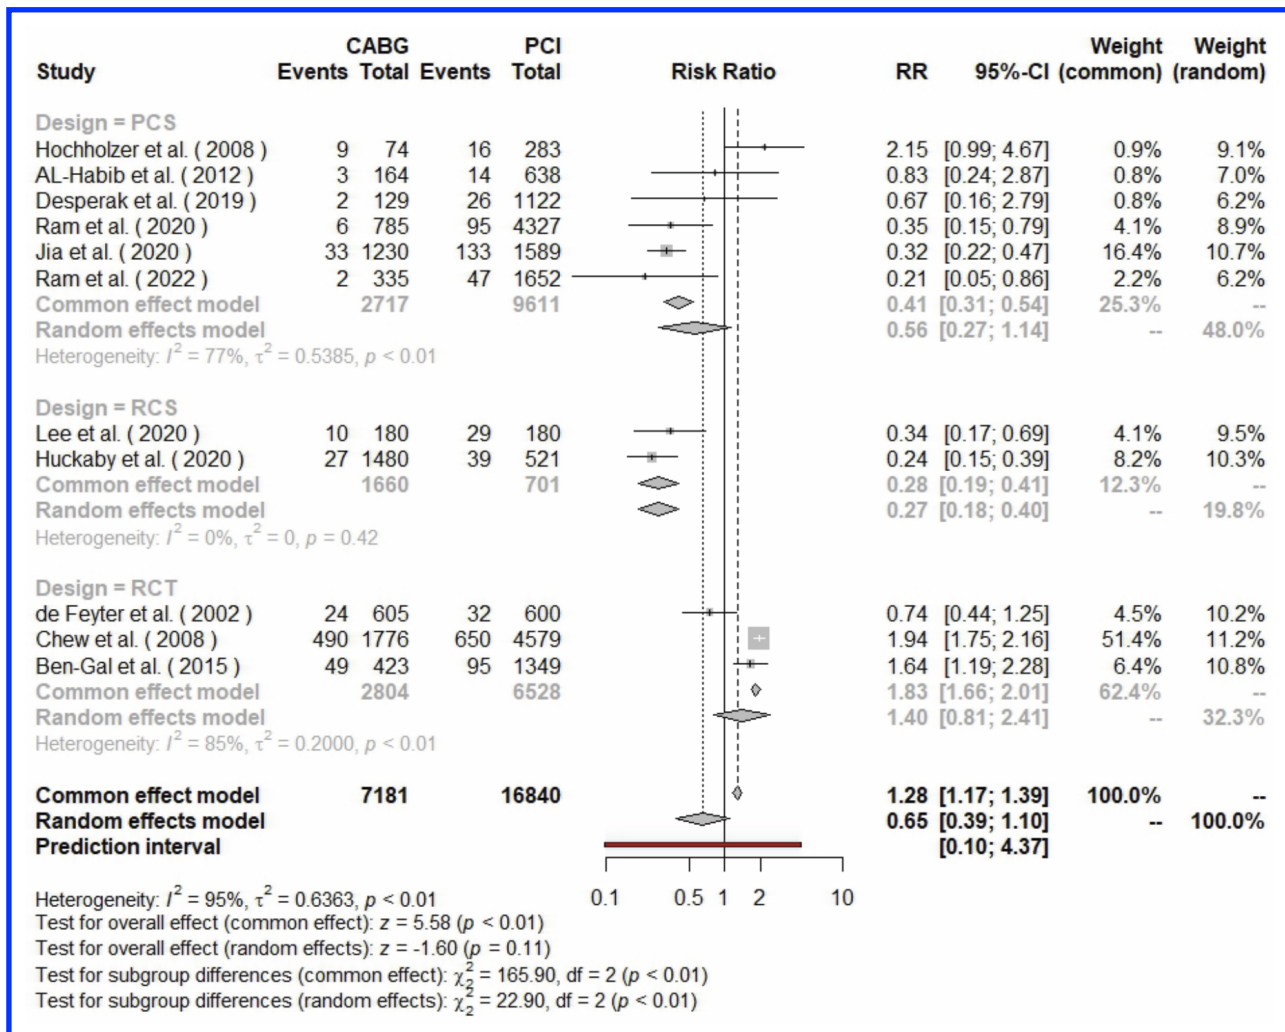 CABG PCI Weight Weight
Study Events Total Events Total Risk Ratio RR 95%-CI (common) (random)
Design = PCS
Hochholzer et al. ( 2008 ) 9 74 16 283 2.15 [0.99; 4.67] 0.9% 9.1%
AL-Habib et al. ( 2012 ) 3 164 14 638 0.83 [0.24; 2.87] 0.8% 7.0%
Desperak et al. ( 2019 ) 2 129 26 1122 0.67 [0.16; 2.79] 0.8% 6.2%
Ram et al. ( 2020 ) 6 785 95 4327 0.35 [0.15; 0.79] 4.1% 8.9%
Jia et al. ( 2020 ) 33 1230 133 1589 0.32 [0.22; 0.47] 16.4% 10.7%
Ram et al. ( 2022 ) 2 335 47 1652 0.21 [0.05; 0.86] 2.2% 6.2%
Common effect model 2717 9611 0.41 [0.31; 0.54] 25.3% --
Random effects model 0.56 [0.27; 1.14] -- 48.0%
Heterogeneity: I² = 77%, τ² = 0.5385, p < 0.01
Design = RCS
Lee et al. ( 2020 ) 10 180 29 180 0.34 [0.17; 0.69] 4.1% 9.5%
Huckaby et al. ( 2020 ) 27 1480 39 521 0.24 [0.15; 0.39] 8.2% 10.3%
Common effect model 1660 701 0.28 [0.19; 0.41] 12.3% --
Random effects model 0.27 [0.18; 0.40] -- 19.8%
Heterogeneity: I² = 0%, τ² = 0, p = 0.42
Design = RCT
de Feyter et al. ( 2002 ) 24 605 32 600 0.74 [0.44; 1.25] 4.5% 10.2%
Chew et al. ( 2008 ) 490 1776 650 4579 1.94 [1.75; 2.16] 51.4% 11.2%
Ben-Gal et al. ( 2015 ) 49 423 95 1349 1.64 [1.19; 2.28] 6.4% 10.8%
Common effect model 2804 6528 1.83 [1.66; 2.01] 62.4% --
Random effects model 1.40 [0.81; 2.41] -- 32.3%
Heterogeneity: I² = 85%, τ² = 0.2000, p < 0.01
Common effect model 7181 16840 1.28 [1.17; 1.39] 100.0% --
Random effects model 0.65 [0.39; 1.10] -- 100.0%
Prediction interval [0.10; 4.37]
0.1 0.5 1 2 10
Heterogeneity: I² = 95%, τ² = 0.6363, p < 0.01
Test for overall effect (common effect): z = 5.58 (p < 0.01)
Test for overall effect (random effects): z = -1.60 (p = 0.11)
Test for subgroup differences (common effect): χ²₂ = 165.90, df = 2 (p < 0.01)
Test for subgroup differences (random effects): χ²₂ = 22.90, df = 2 (p < 0.01)